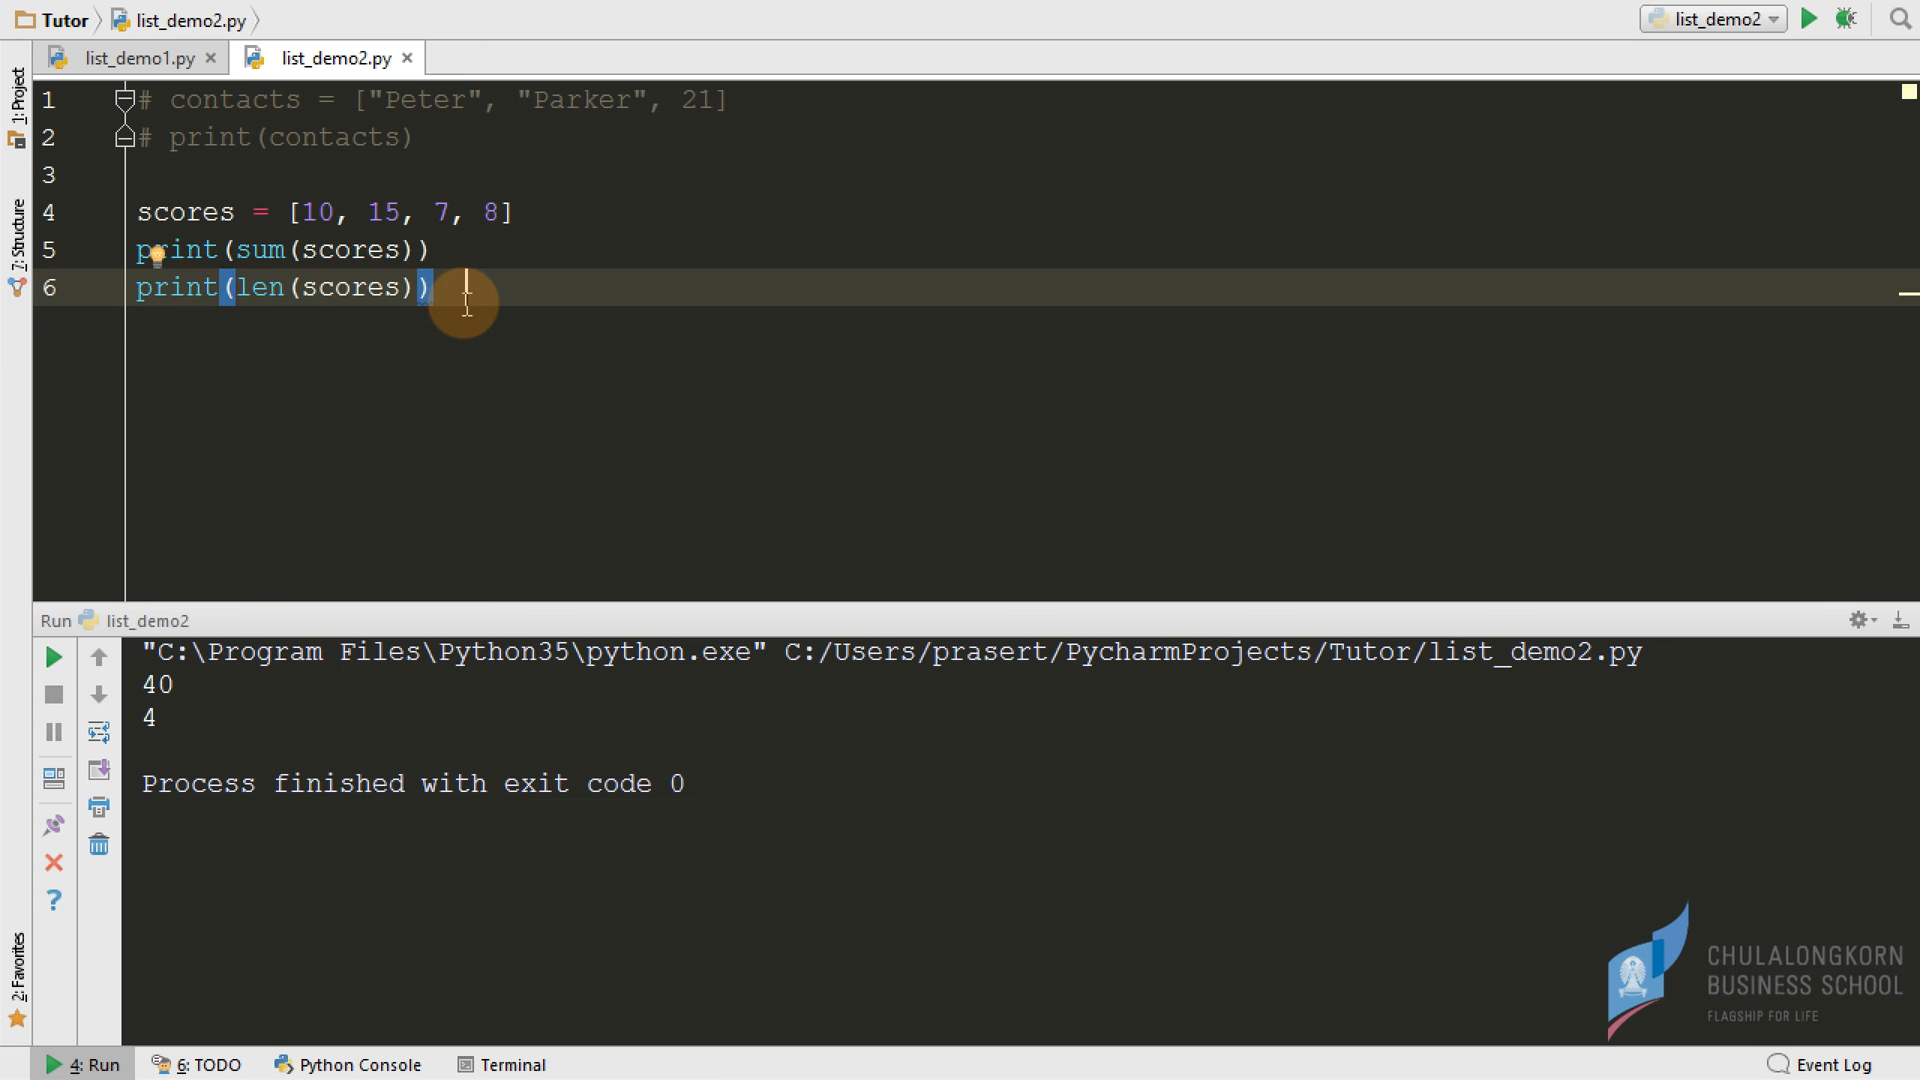 Tutor list_demo2.py list_demo2
list_demo1.py list_demo2.py
1: Project
7: Structure
2: Favorites
1 # contacts = ["Peter", "Parker", 21]
2 # print(contacts)
3
4 scores = [10, 15, 7, 8]
5 print(sum(scores))
6 print(len(scores))
Run list_demo2
"C:\Program Files\Python35\python.exe" C:/Users/prasert/PycharmProjects/Tutor/list_demo2.py
40
4
Process finished with exit code 0
CHULALONGKORN
BUSINESS SCHOOL
FLAGSHIP FOR LIFE
4: Run 6: TODO Python Console Terminal Event Log